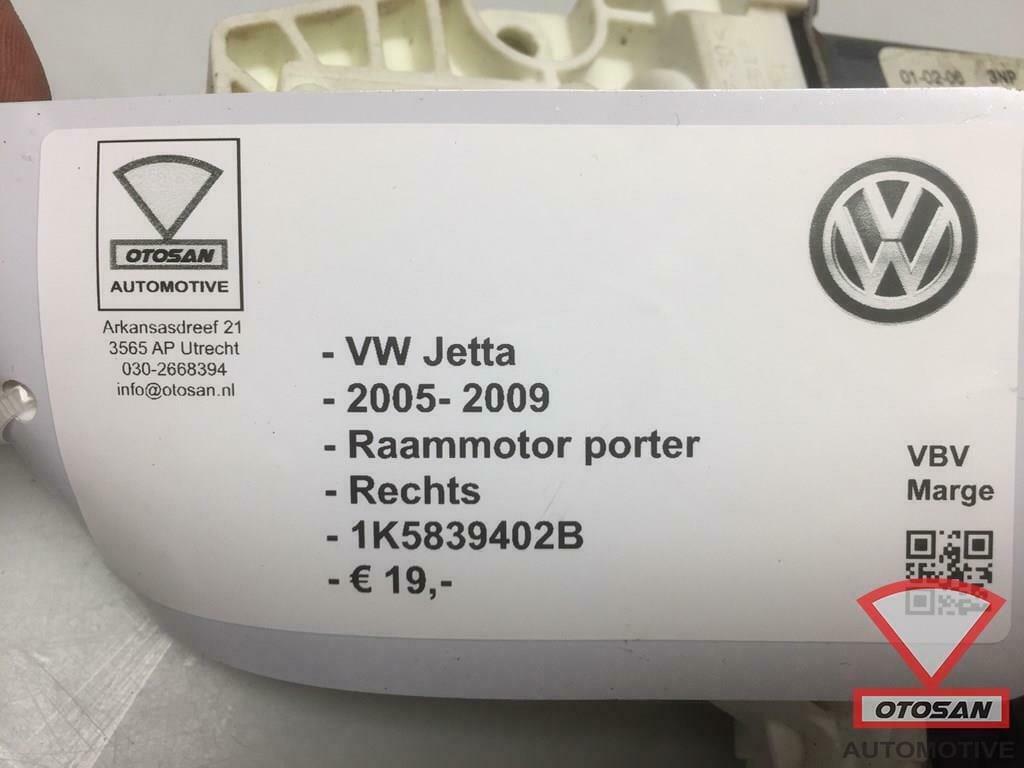 01-02-06 3NP
OTOSAN
AUTOMOTIVE
Arkansasdreef 21
3565 AP Utrecht
030-2668394
info@otosan.nl
- VW Jetta
- 2005- 2009
- Raammotor porter
- Rechts
- 1K5839402B
- € 19,-
VBV
Marge
OTOSAN
AUTOMOTIVE